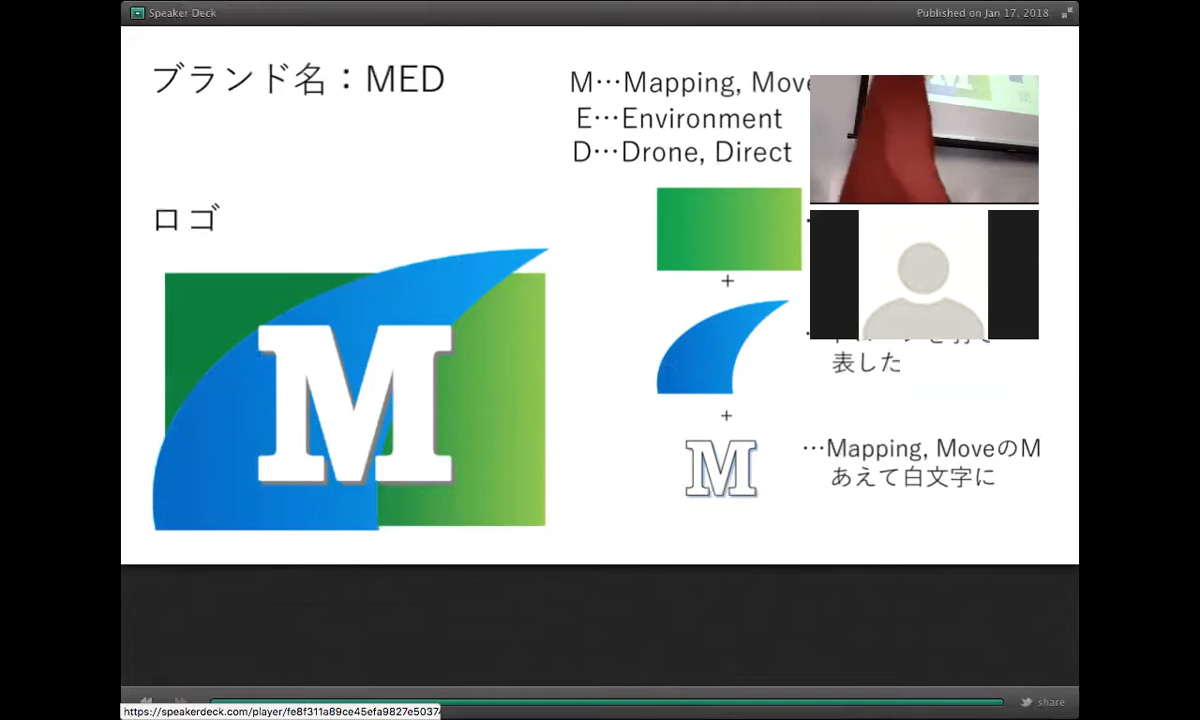 Speaker Deck
Published on Jan 17, 2018
ブランド名：MED
M…Mapping, Move
E…Environment
D…Drone, Direct
ロゴ
M
+
表した
+
M
…Mapping, MoveのM
あえて白文字に
share
https://speakerdeck.com/player/fe8f311a89ce45efa9827e5037